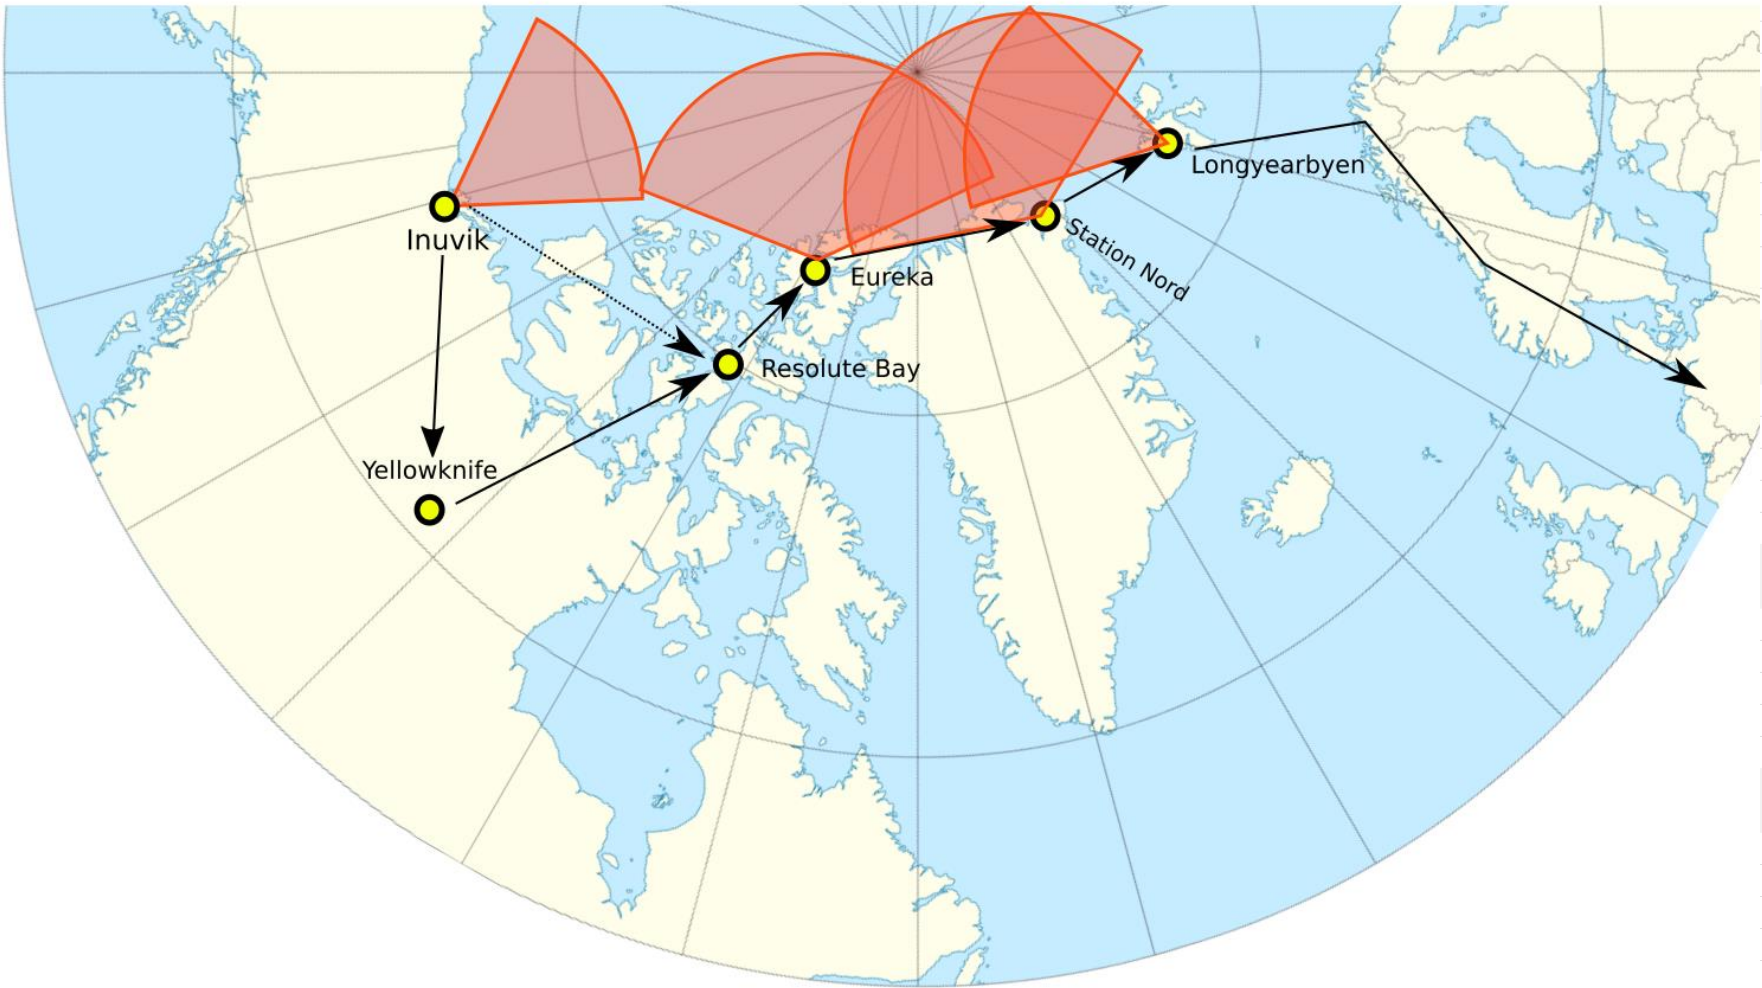 Longyearbyen
Inuvik
Station Nord
Eureka
Resolute Bay
Yellowknife